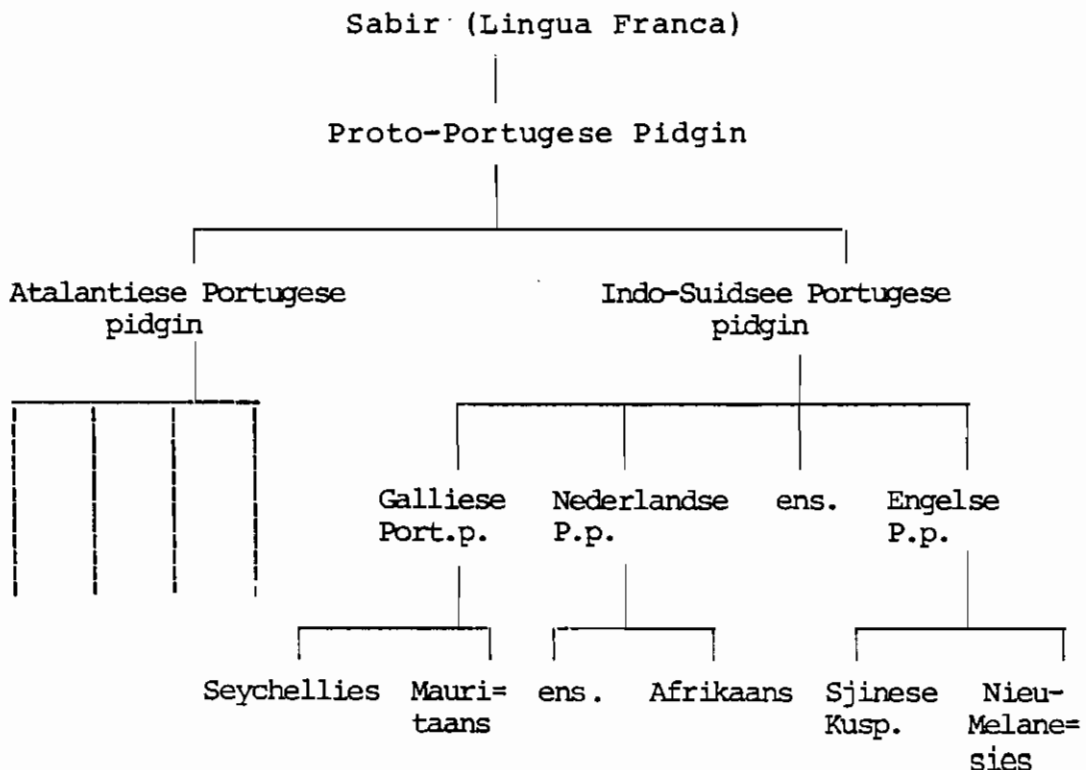 Sabir (Lingua Franca)
Proto-Portugese Pidgin
Atalantiese Portugese
pidgin
Indo-Suidsee Portugese
pidgin
Galliese
Port.p.
Nederlandse
P.p.
ens.
Engelse
P.p.
Seychellies
Mauri=
taans
ens.
Afrikaans
Sjinese
Kusp.
Nieu-
Melane=
sies